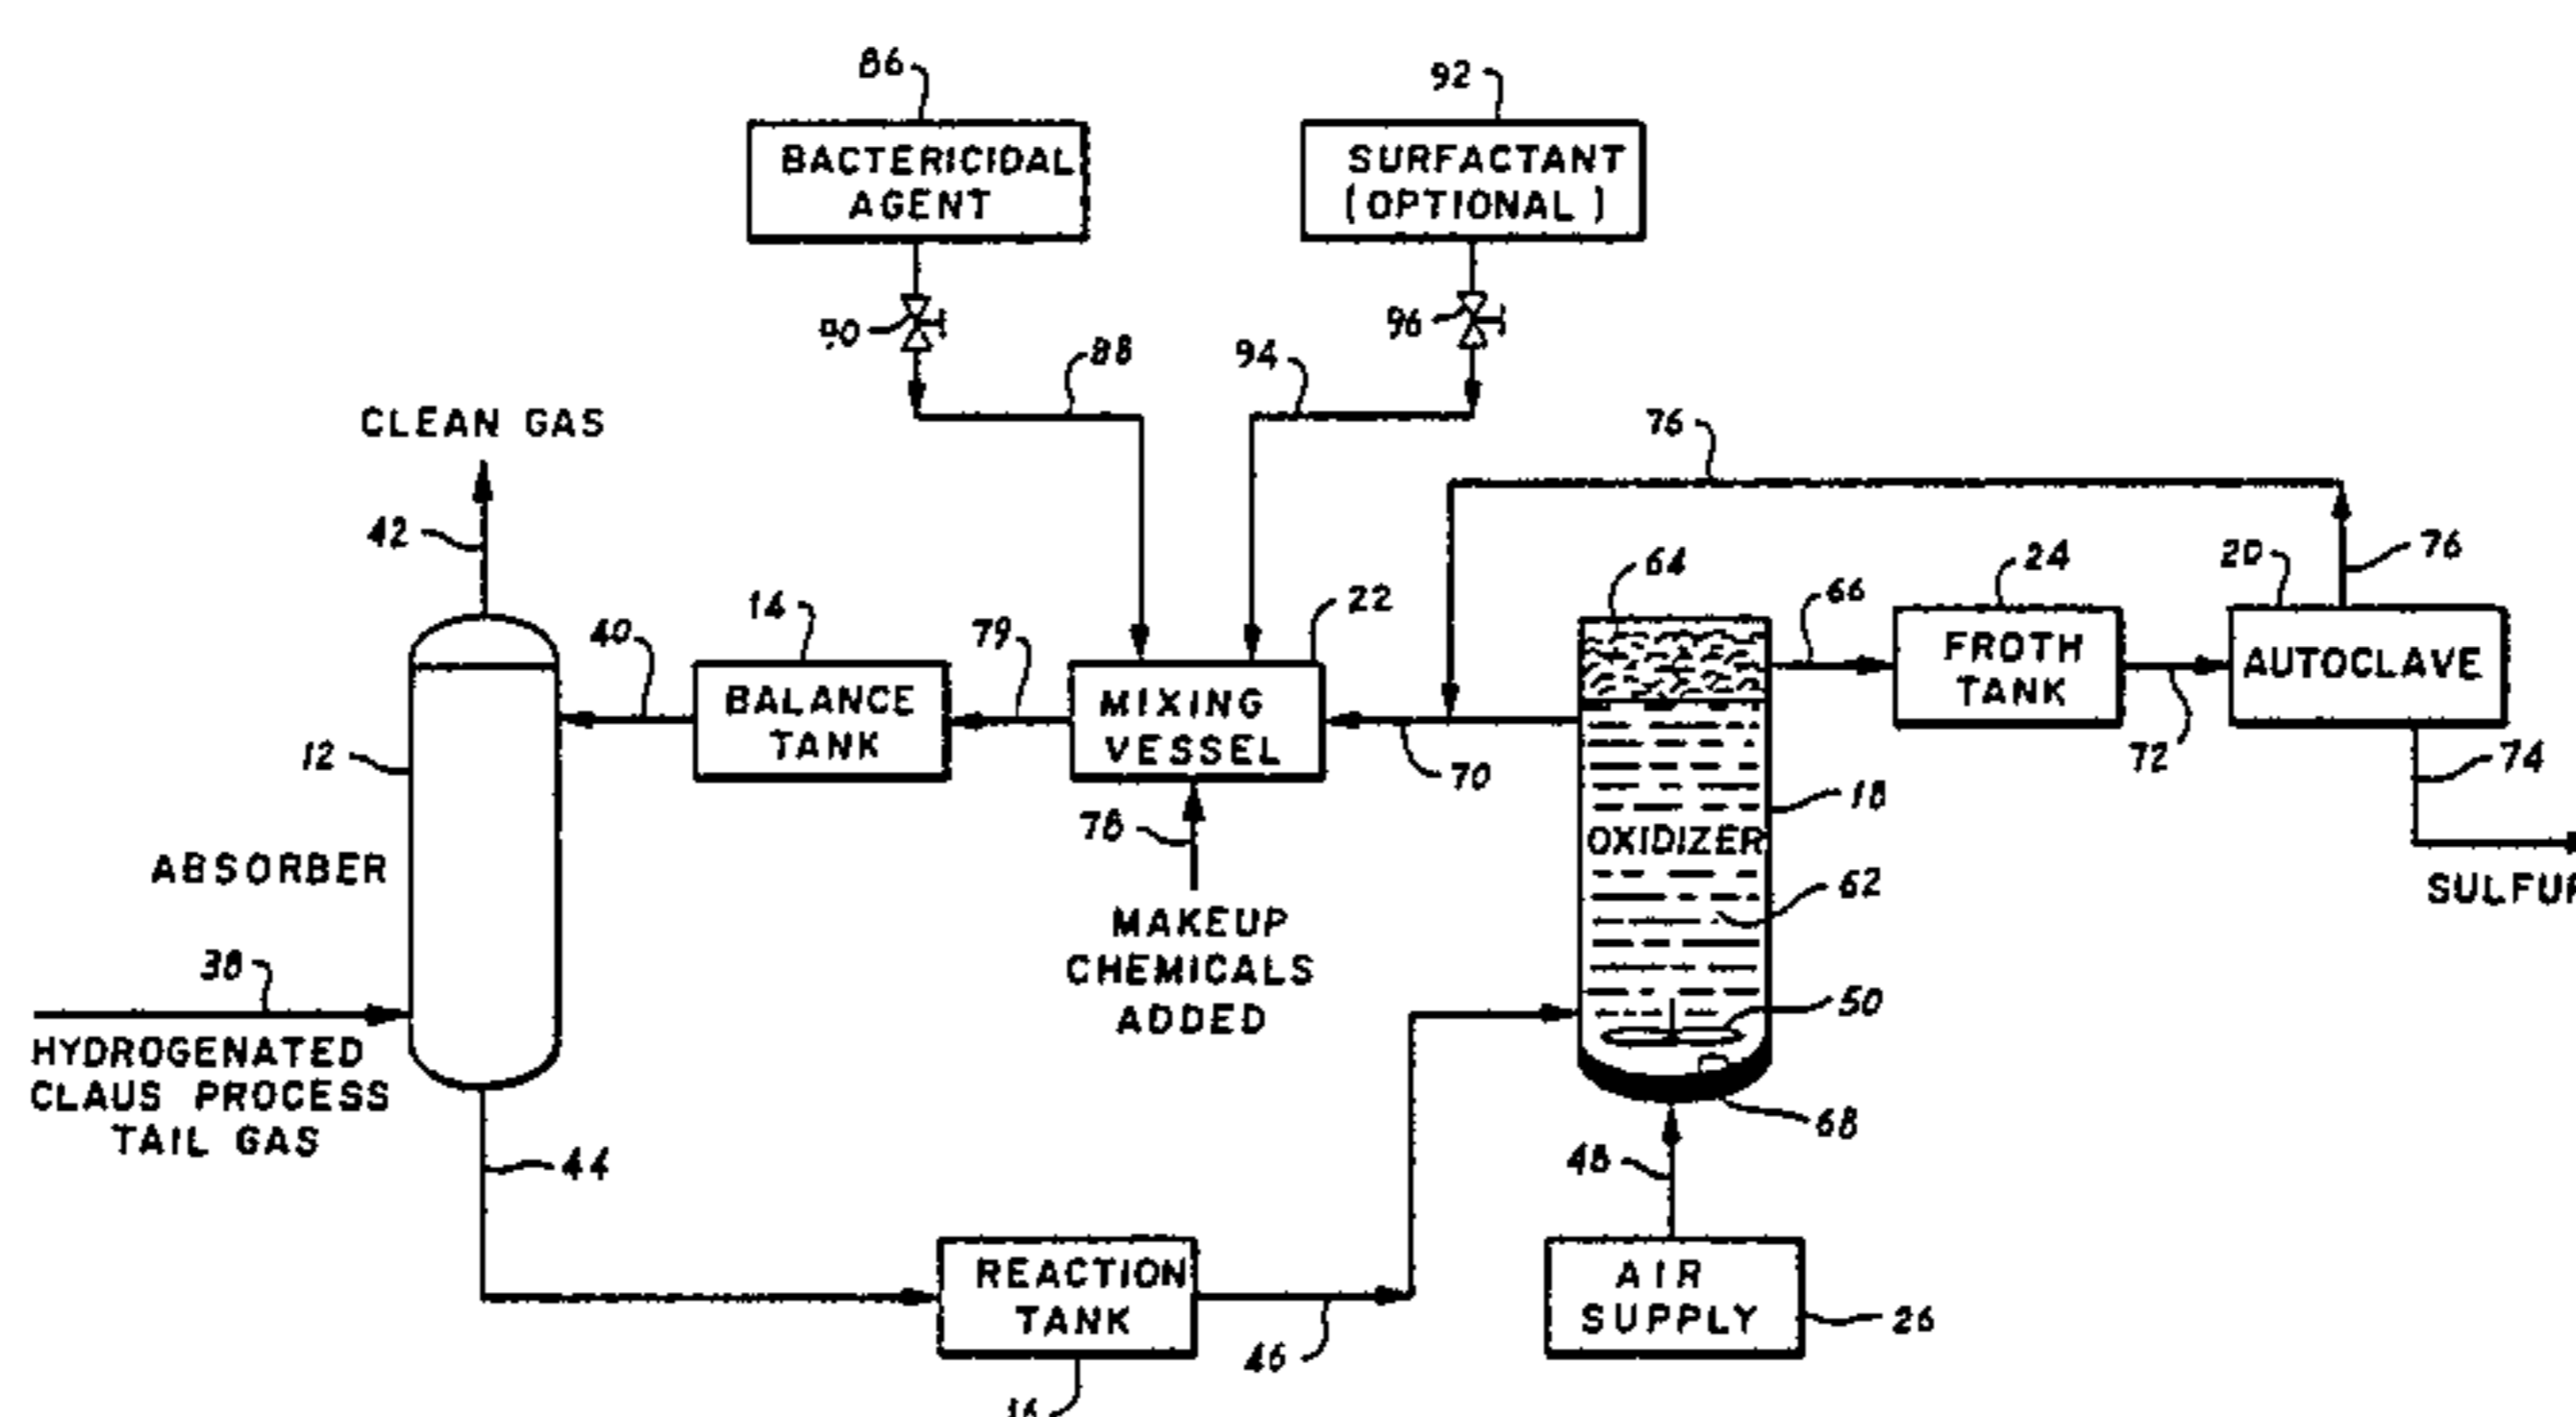 86
92
BACTERICIDAL
AGENT
SURFACTANT
(OPTIONAL)
90
96
88
94
CLEAN GAS
76
42
64
24
20
76
14
22
66
40
79
FROTH
TANK
AUTOCLAVE
BALANCE
TANK
MIXING
VESSEL
12
70
72
74
78
18
OXIDIZER
ABSORBER
62
SULFUR
MAKEUP
CHEMICALS
ADDED
38
50
HYDROGENATED
CLAUS PROCESS
TAIL GAS
68
44
48
REACTION
TANK
AIR
SUPPLY
26
46
16